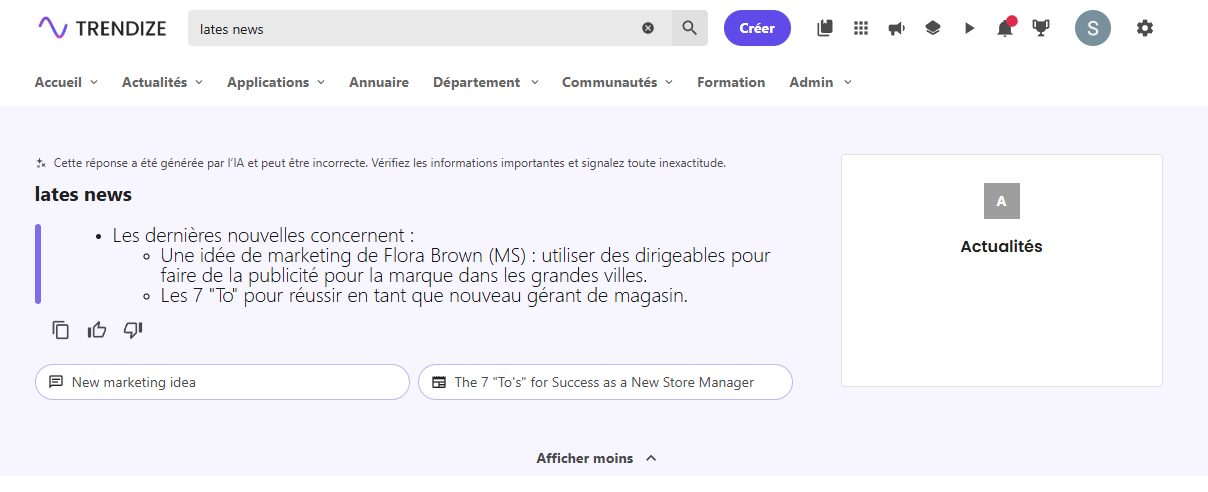 TRENDIZE
lates news
Créer
S
Accueil
Actualités
Applications
Annuaire
Département
Communautés
Formation
Admin
Cette réponse a été générée par l'IA et peut être incorrecte. Vérifiez les informations importantes et signalez toute inexactitude.
lates news
Les dernières nouvelles concernent :
Une idée de marketing de Flora Brown (MS) : utiliser des dirigeables pour
faire de la publicité pour la marque dans les grandes villes.
Les 7 "To" pour réussir en tant que nouveau gérant de magasin.
New marketing idea
The 7 "To's" for Success as a New Store Manager
A
Actualités
Afficher moins